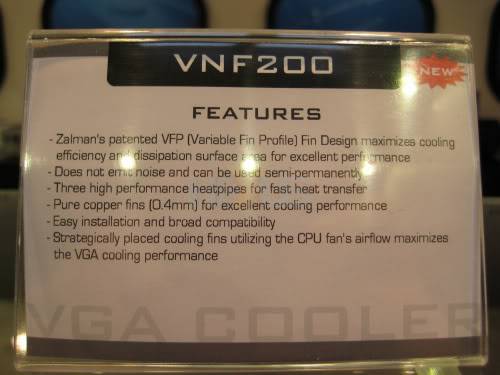 VNF200
NEW
FEATURES
- Zalman's patented VFP (Variable Fin Profile) Fin Design maximizes cooling
efficiency and dissipation surface area for excellent performance
- Does not emit noise and can be used semi-permanently
- Three high performance heatpipes for fast heat transfer
- Pure copper fins (0.4mm) for excellent cooling performance
- Easy installation and broad compatibility
- Strategically placed cooling fins utilizing the CPU fan's airflow maximizes
the VGA cooling performance
VGA COOLER